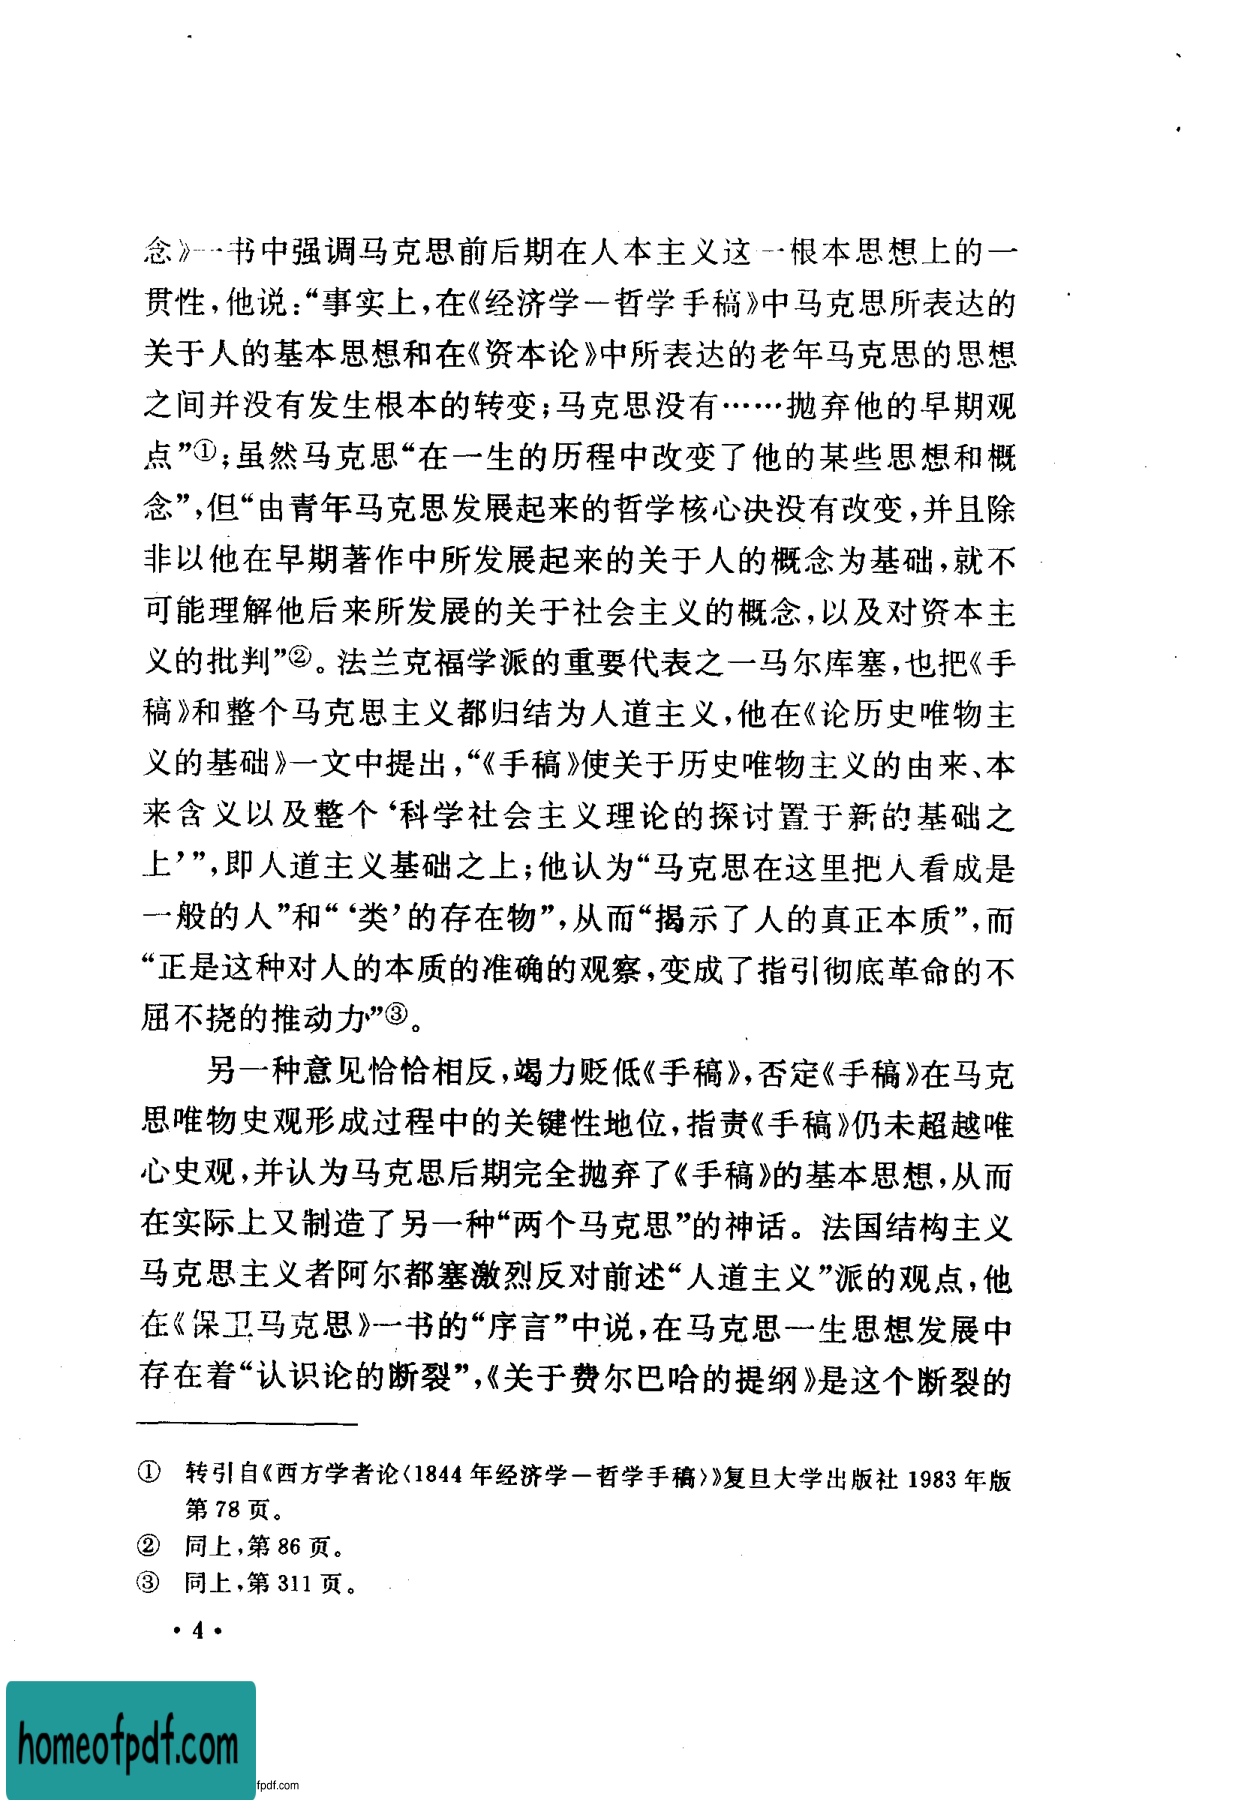 念》一书中强调马克思前后期在人本主义这一根本思想上的一
贯性，他说：“事实上，在《经济学－哲学手稿》中马克思所表达的
关于人的基本思想和在《资本论》中所表达的老年马克思的思想
之间并没有发生根本的转变；马克思没有……抛弃他的早期观
点”①；虽然马克思“在一生的历程中改变了他的某些思想和概
念”，但“由青年马克思发展起来的哲学核心决没有改变，并且除
非以他在早期著作中所发展起来的关于人的概念为基础，就不
可能理解他后来所发展的关于社会主义的概念，以及对资本主
义的批判”②。法兰克福学派的重要代表之一马尔库塞，也把《手
稿》和整个马克思主义都归结为人道主义，他在《论历史唯物主
义的基础》一文中提出，“《手稿》使关于历史唯物主义的由来、本
来含义以及整个‘科学社会主义理论的探讨置于新的基础之
上’”，即人道主义基础之上；他认为“马克思在这里把人看成是
一般的人”和“‘类’的存在物”，从而“揭示了人的真正本质”，而
“正是这种对人的本质的准确的观察，变成了指引彻底革命的不
屈不挠的推动力”③。
另一种意见恰恰相反，竭力贬低《手稿》，否定《手稿》在马克
思唯物史观形成过程中的关键性地位，指责《手稿》仍未超越唯
心史观，并认为马克思后期完全抛弃了《手稿》的基本思想，从而
在实际上又制造了另一种“两个马克思”的神话。法国结构主义
马克思主义者阿尔都塞激烈反对前述“人道主义”派的观点，他
在《保卫马克思》一书的“序言”中说，在马克思一生思想发展中
存在着“认识论的断裂”，《关于费尔巴哈的提纲》是这个断裂的
① 转引自《西方学者论〈1844 年经济学－哲学手稿〉》复旦大学出版社 1983 年版
第 78 页。
② 同上，第 86 页。
③ 同上，第 311 页。
·4·
homeofpdf.com
fpdf.com